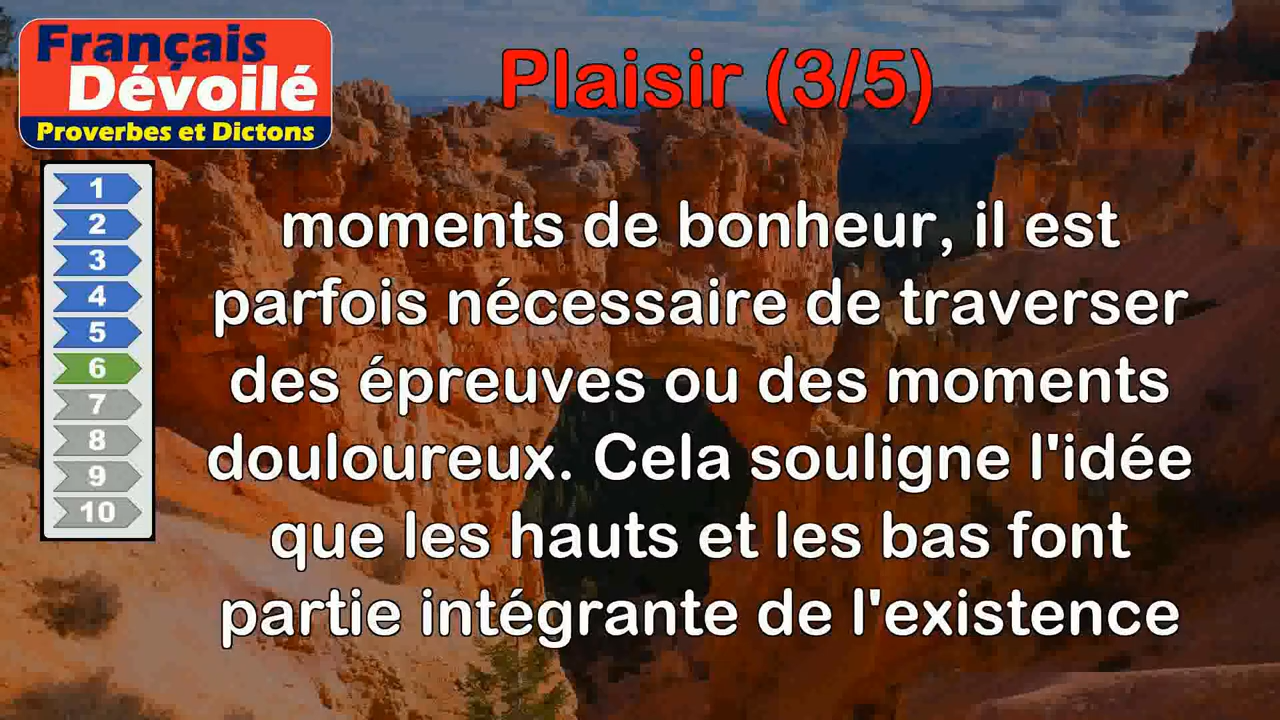 Français
Dévoilé
Proverbes et Dictons
Plaisir (3/5)
1
2
3
4
5
6
7
8
9
10
moments de bonheur, il est
parfois nécessaire de traverser
des épreuves ou des moments
douloureux. Cela souligne l'idée
que les hauts et les bas font
partie intégrante de l'existence